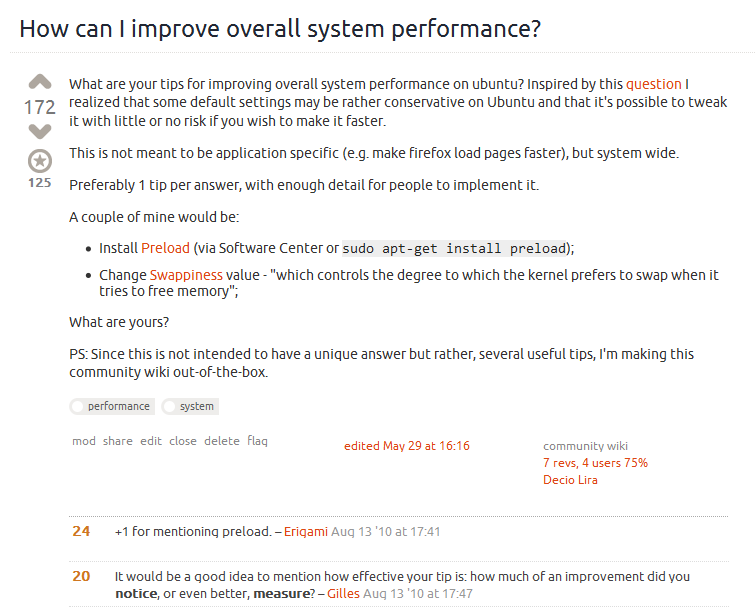 How can I improve overall system performance?
172
125
What are your tips for improving overall system performance on ubuntu? Inspired by this question I
realized that some default settings may be rather conservative on Ubuntu and that it's possible to tweak
it with little or no risk if you wish to make it faster.
This is not meant to be application specific (e.g. make firefox load pages faster), but system wide.
Preferably 1 tip per answer, with enough detail for people to implement it.
A couple of mine would be:
• Install Preload (via Software Center or sudo apt-get install preload);
• Change Swappiness value - "which controls the degree to which the kernel prefers to swap when it
tries to free memory";
What are yours?
PS: Since this is not intended to have a unique answer but rather, several useful tips, I'm making this
community wiki out-of-the-box.
performance system
mod share edit close delete flag
edited May 29 at 16:16
community wiki
7 revs, 4 users 75%
Decio Lira
24 +1 for mentioning preload. – Erigami Aug 13 '10 at 17:41
20 It would be a good idea to mention how effective your tip is: how much of an improvement did you
notice, or even better, measure? – Gilles Aug 13 '10 at 17:47